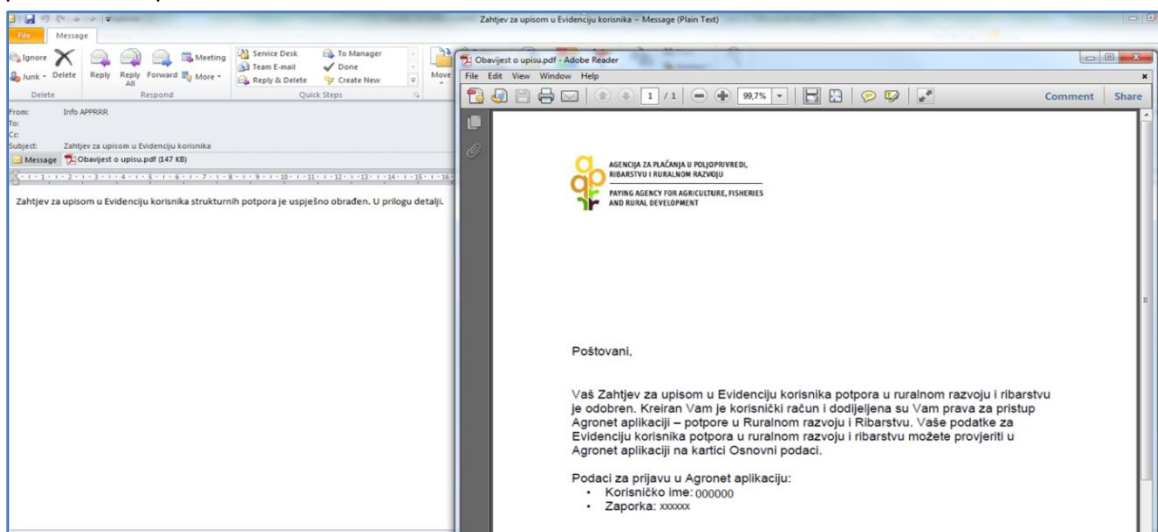 Zahtjev za upisom u Evidenciju korisnika - Message (Plain Text)
File Message
Ignore
Junk
Delete
Reply
Reply All
Forward
Meeting
More
Service Desk
Team E-mail
Reply & Delete
To Manager
Done
Create New
Move
Delete
Respond
Quick Steps
From: Info APPRRR
To:
Cc:
Subject: Zahtjev za upisom u Evidenciju korisnika
Message Obavijest o upisu.pdf (147 KB)
Zahtjev za upisom u Evidenciju korisnika strukturnih potpora je uspješno obrađen. U prilogu detalji.
Obavijest o upisu.pdf - Adobe Reader
File Edit View Window Help
1 / 1 99,7% Comment Share
AGENCIJA ZA PLAĆANJA U POLJOPRIVREDI,
RIBARSTVU I RURALNOM RAZVOJU
PAYING AGENCY FOR AGRICULTURE, FISHERIES
AND RURAL DEVELOPMENT
Poštovani,
Vaš Zahtjev za upisom u Evidenciju korisnika potpora u ruralnom razvoju i ribarstvu
je odobren. Kreiran Vam je korisnički račun i dodijeljena su Vam prava za pristup
Agronet aplikaciji – potpore u Ruralnom razvoju i Ribarstvu. Vaše podatke za
Evidenciju korisnika potpora u ruralnom razvoju i ribarstvu možete provjeriti u
Agronet aplikaciji na kartici Osnovni podaci.
Podaci za prijavu u Agronet aplikaciju:
• Korisničko ime: 000000
• Zaporka: xxxxxx